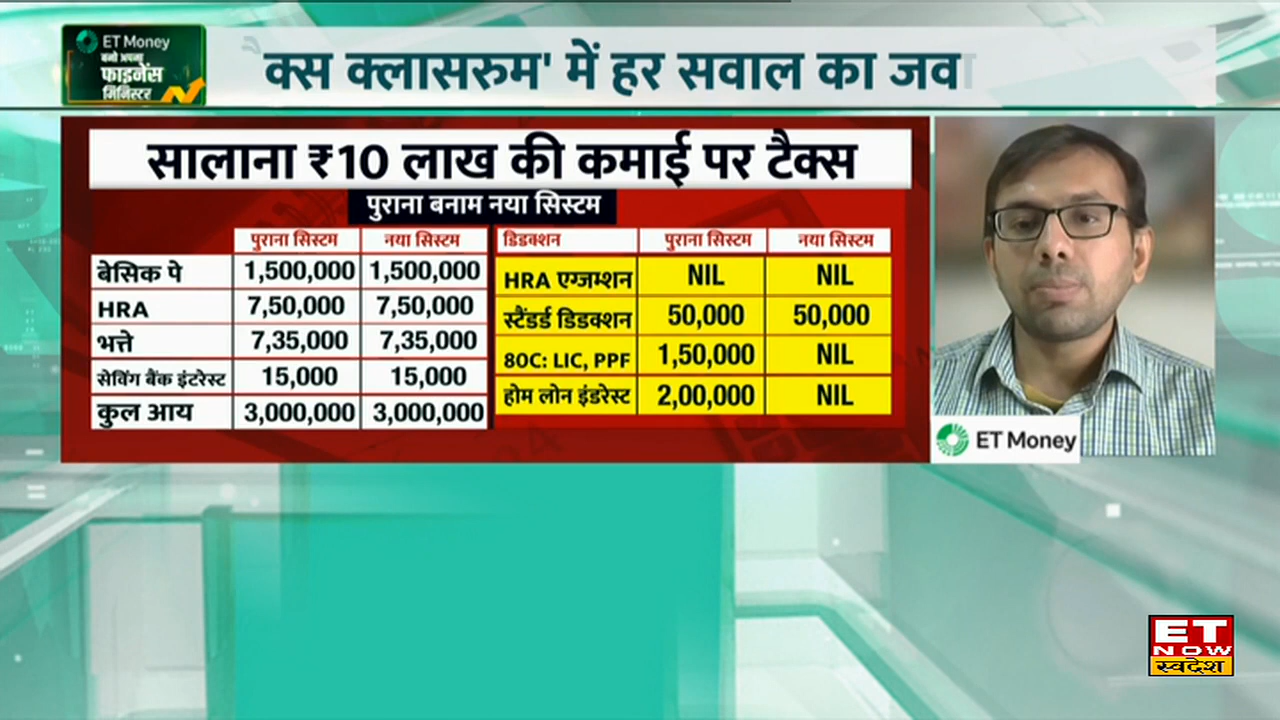 ET Money
बनो अपना
फाइनेंस
मिनिस्टर
क्स क्लासरुम' में हर सवाल का जवा
सालाना ₹10 लाख की कमाई पर टैक्स
पुराना बनाम नया सिस्टम
पुराना सिस्टम नया सिस्टम
बेसिक पे 1,500,000 1,500,000
HRA 7,50,000 7,50,000
भत्ते 7,35,000 7,35,000
सेविंग बैंक इंटरेस्ट 15,000 15,000
कुल आय 3,000,000 3,000,000
डिडक्शन पुराना सिस्टम नया सिस्टम
HRA एग्जम्शन NIL NIL
स्टैंडर्ड डिडक्शन 50,000 50,000
80C: LIC, PPF 1,50,000 NIL
होम लोन इंडरेस्ट 2,00,000 NIL
ET Money
ET
NOW
स्वदेश